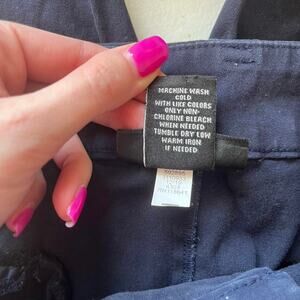 MACHINE WASH
COLD
WITH LIKE COLORS
ONLY NON-
CHLORINE BLEACH
WHEN NEEDED
TUMBLE DRY LOW
WARM IRON
IF NEEDED